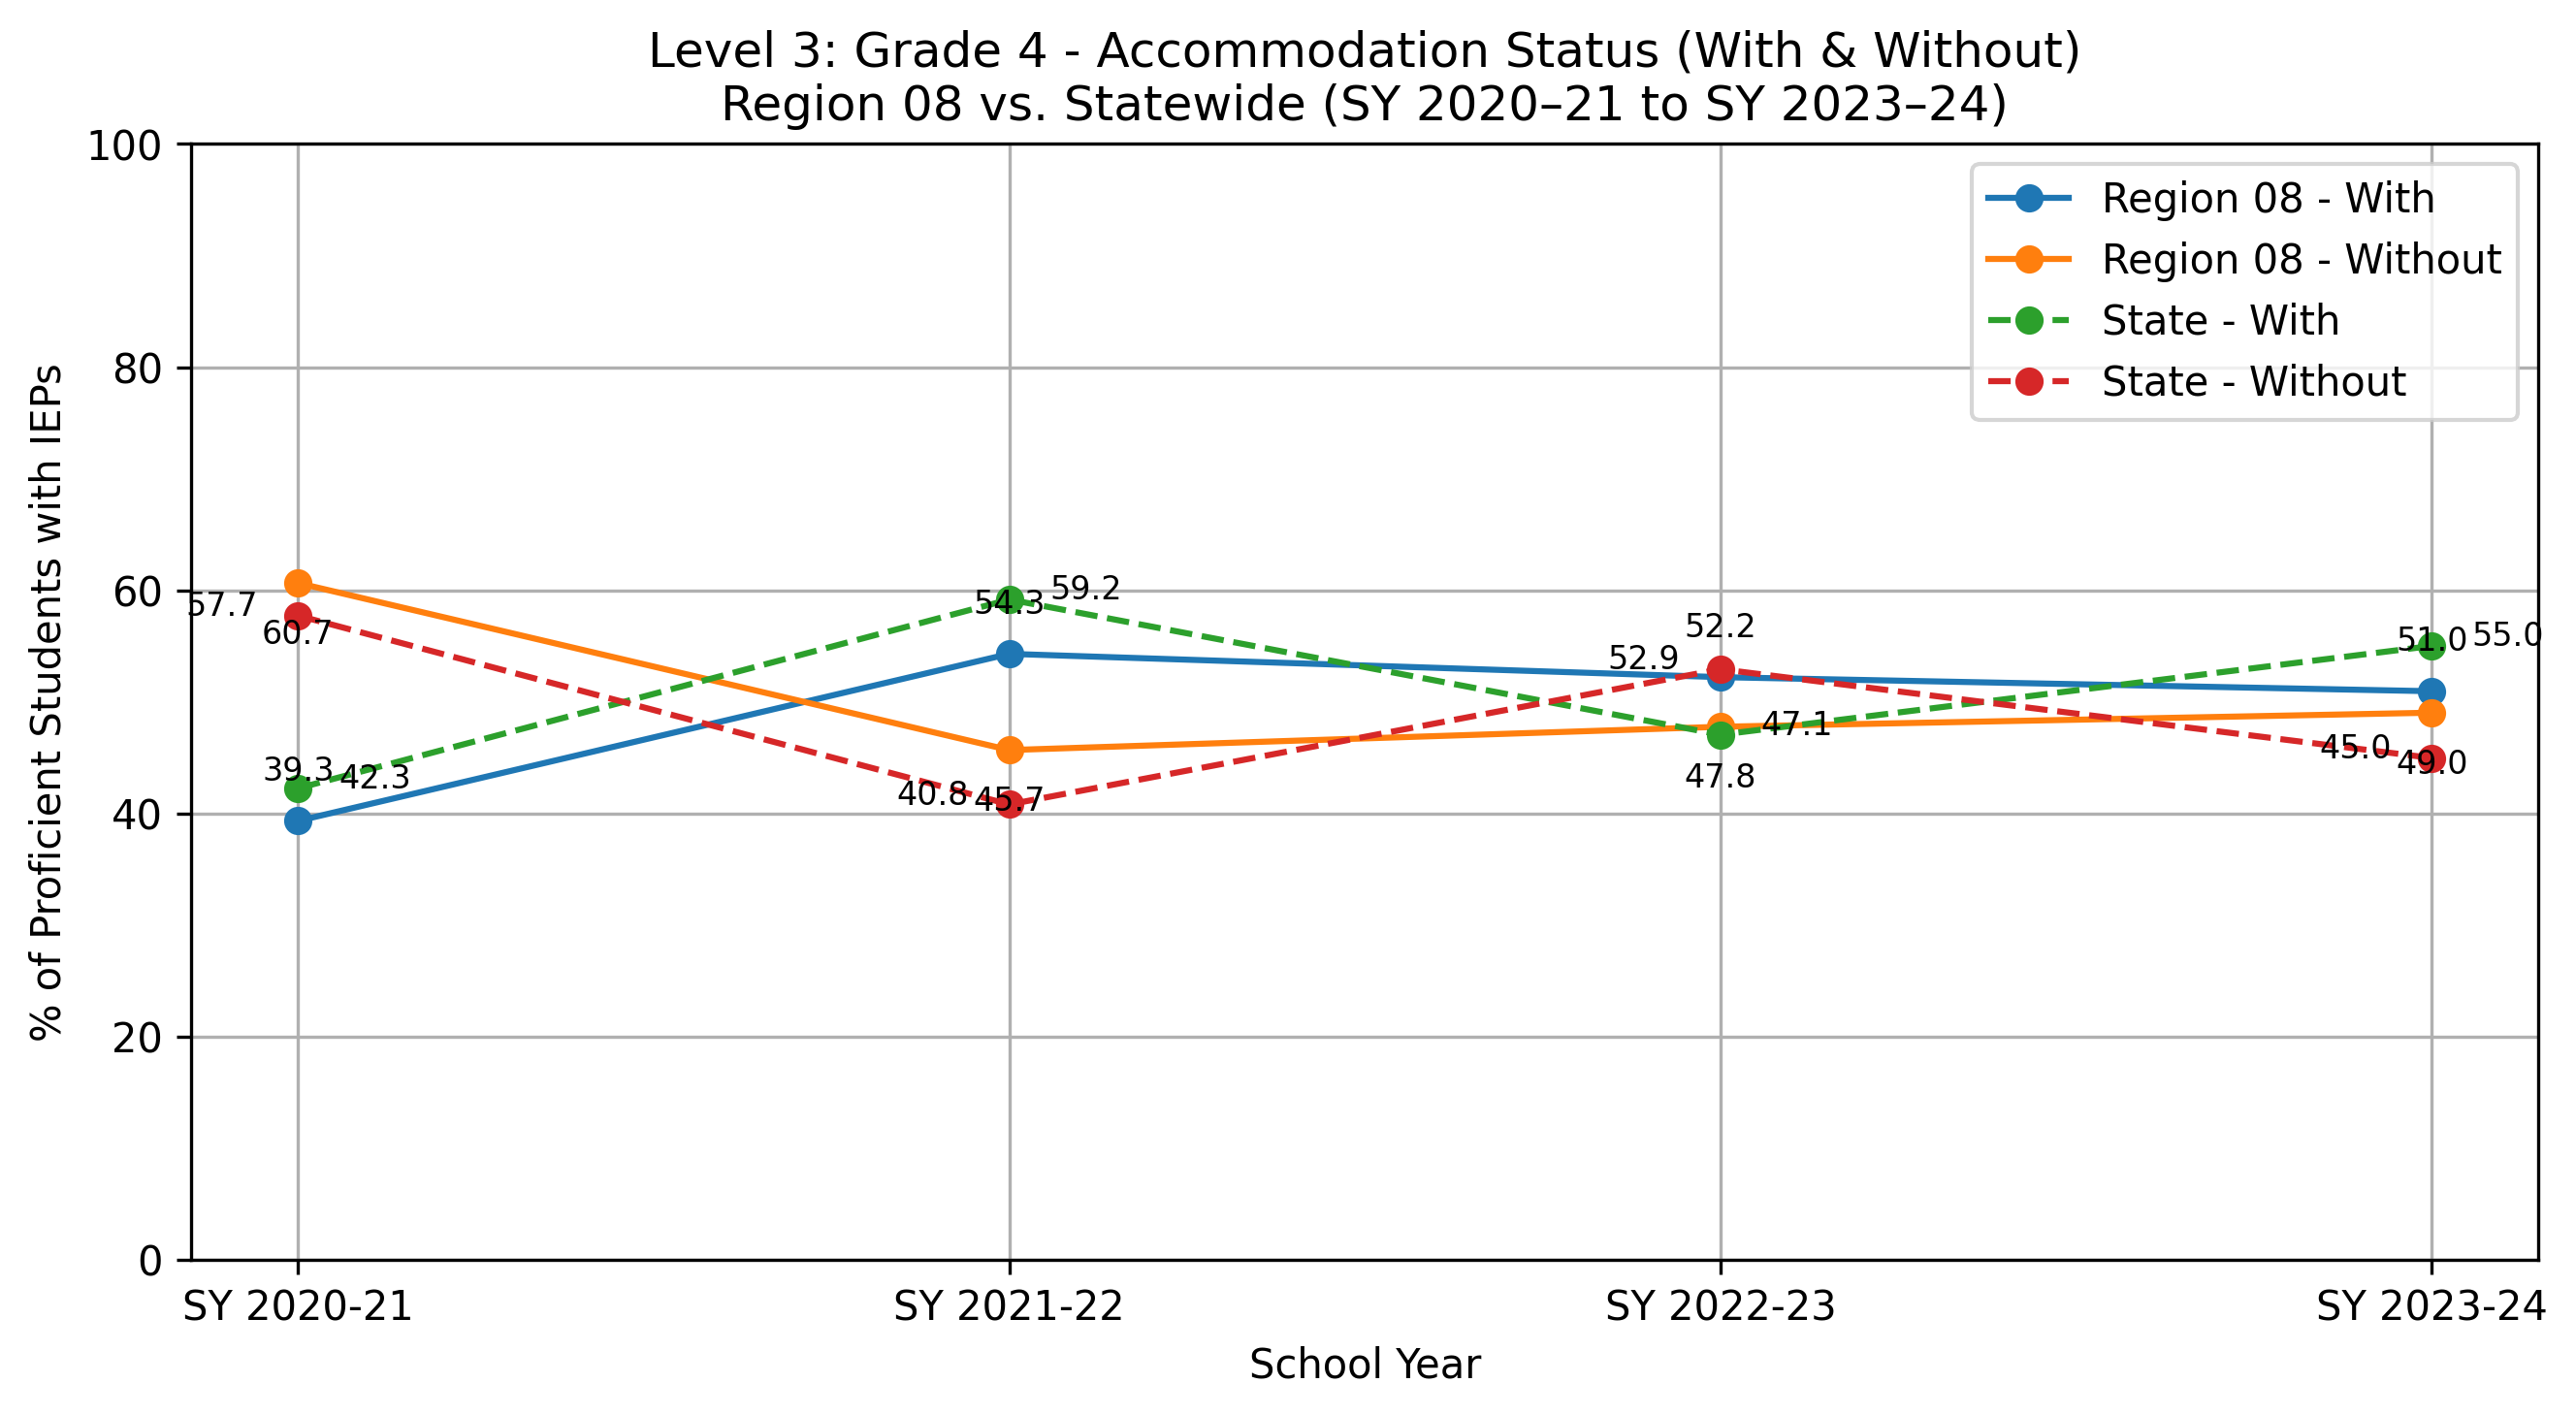 Level 3: Grade 4 - Accommodation Status (With & Without)
Region 08 vs. Statewide (SY 2020–21 to SY 2023–24)
% of Proficient Students with IEPs
100
80
60
40
20
0
Region 08 - With
Region 08 - Without
State - With
State - Without
57.7
60.7
39.3
42.3
54.3
59.2
40.8
45.7
52.2
52.9
47.1
47.8
51.0
55.0
45.0
49.0
SY 2020-21
SY 2021-22
SY 2022-23
SY 2023-24
School Year